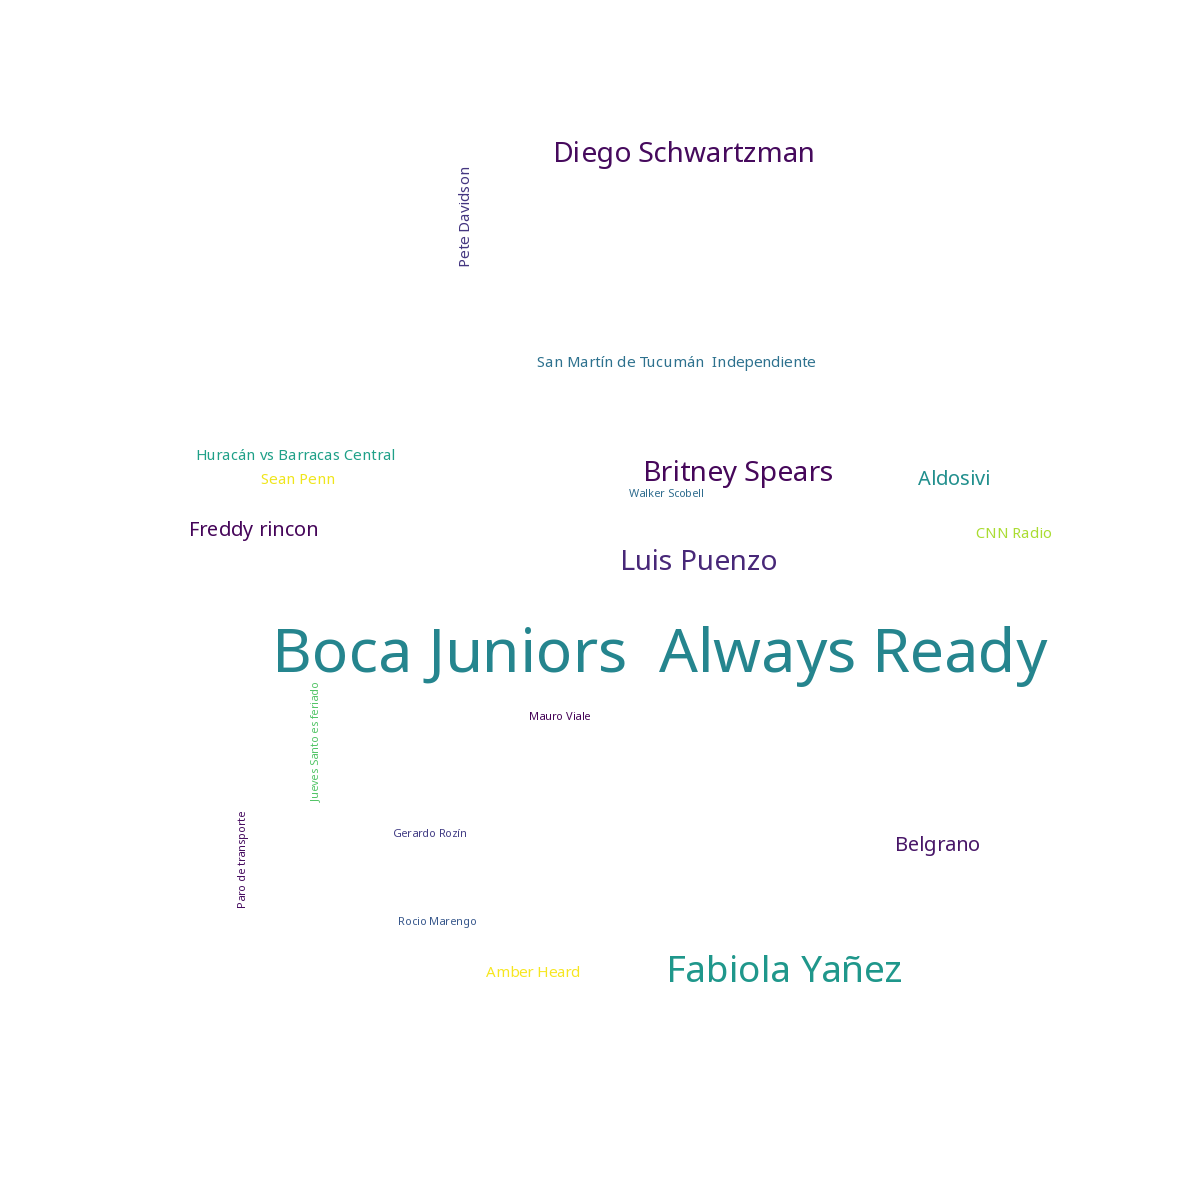 Diego Schwartzman
Pete Davidson
San Martín de Tucumán  Independiente
Huracán vs Barracas Central
Sean Penn
Britney Spears
Aldosivi
Walker Scobell
Freddy rincon
CNN Radio
Luis Puenzo
Boca Juniors  Always Ready
Jueves Santo es feriado
Mauro Viale
Paro de transporte
Gerardo Rozín
Belgrano
Rocio Marengo
Amber Heard
Fabiola Yañez